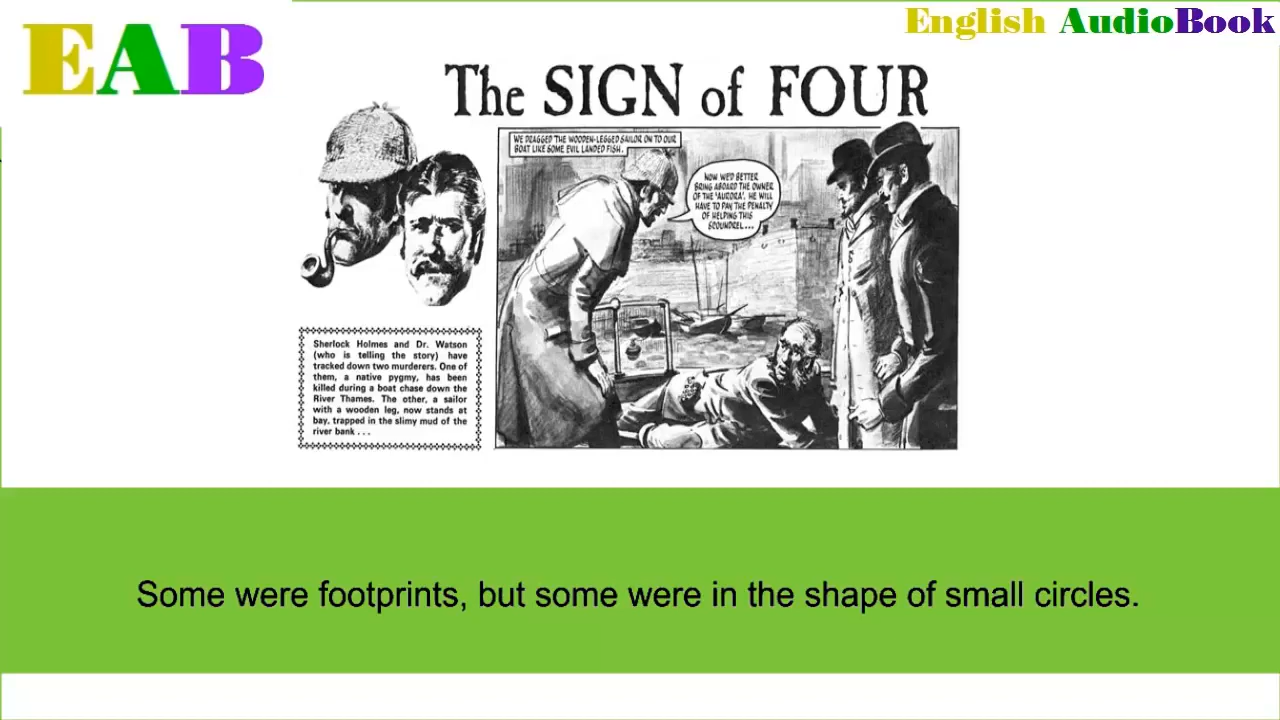 EAB
English AudioBook
The SIGN of FOUR
WE DRAGGED THE WOODEN-LEGGED SAILOR ON TO OUR
BOAT LIKE SOME EVIL LANDED FISH.
NOW WE'D BETTER
BRING ABOARD THE OWNER
OF THE 'AURORA'. HE WILL
HAVE TO PAY THE PENALTY
OF HELPING THIS
SCOUNDREL...
Sherlock Holmes and Dr. Watson
(who is telling the story) have
tracked down two murderers. One of
them, a native pygmy, has been
killed during a boat chase down the
River Thames. The other, a sailor
with a wooden leg, now stands at
bay, trapped in the slimy mud of the
river bank . . .
Some were footprints, but some were in the shape of small circles.